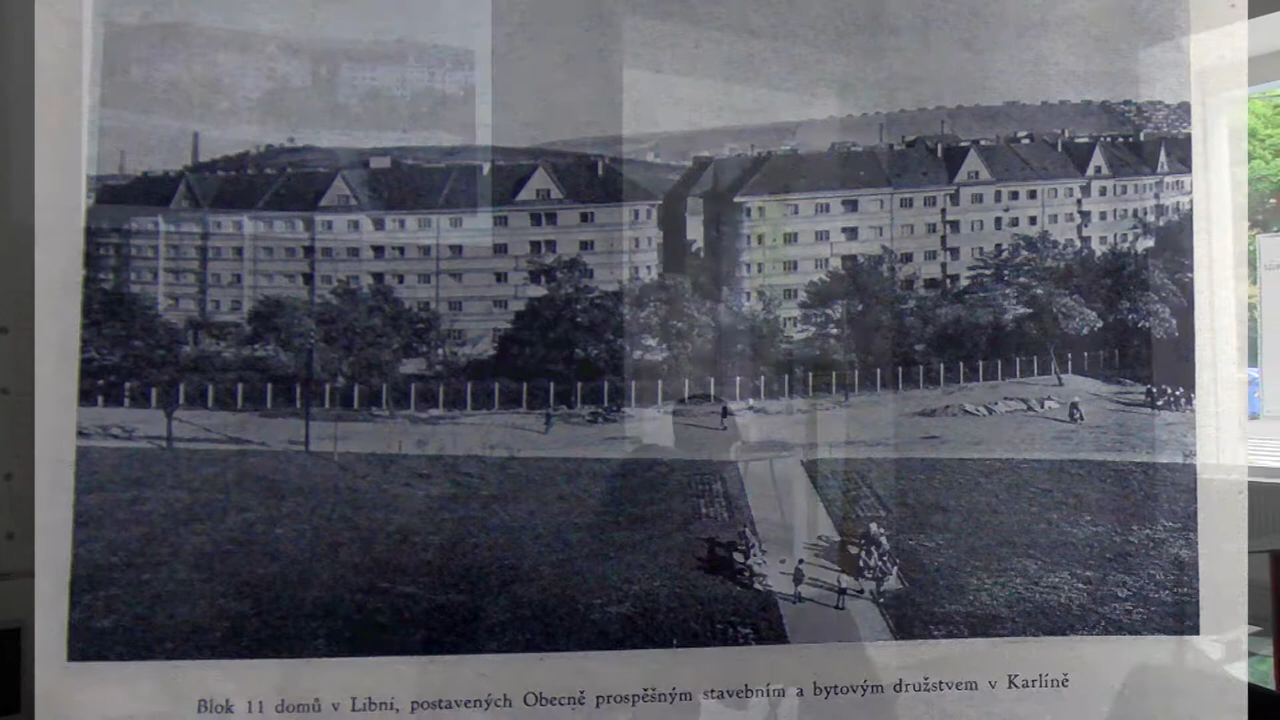 Blok 11 domů v Libni, postavených Obecně prospěšným stavebním a bytovým družstvem v Karlíně